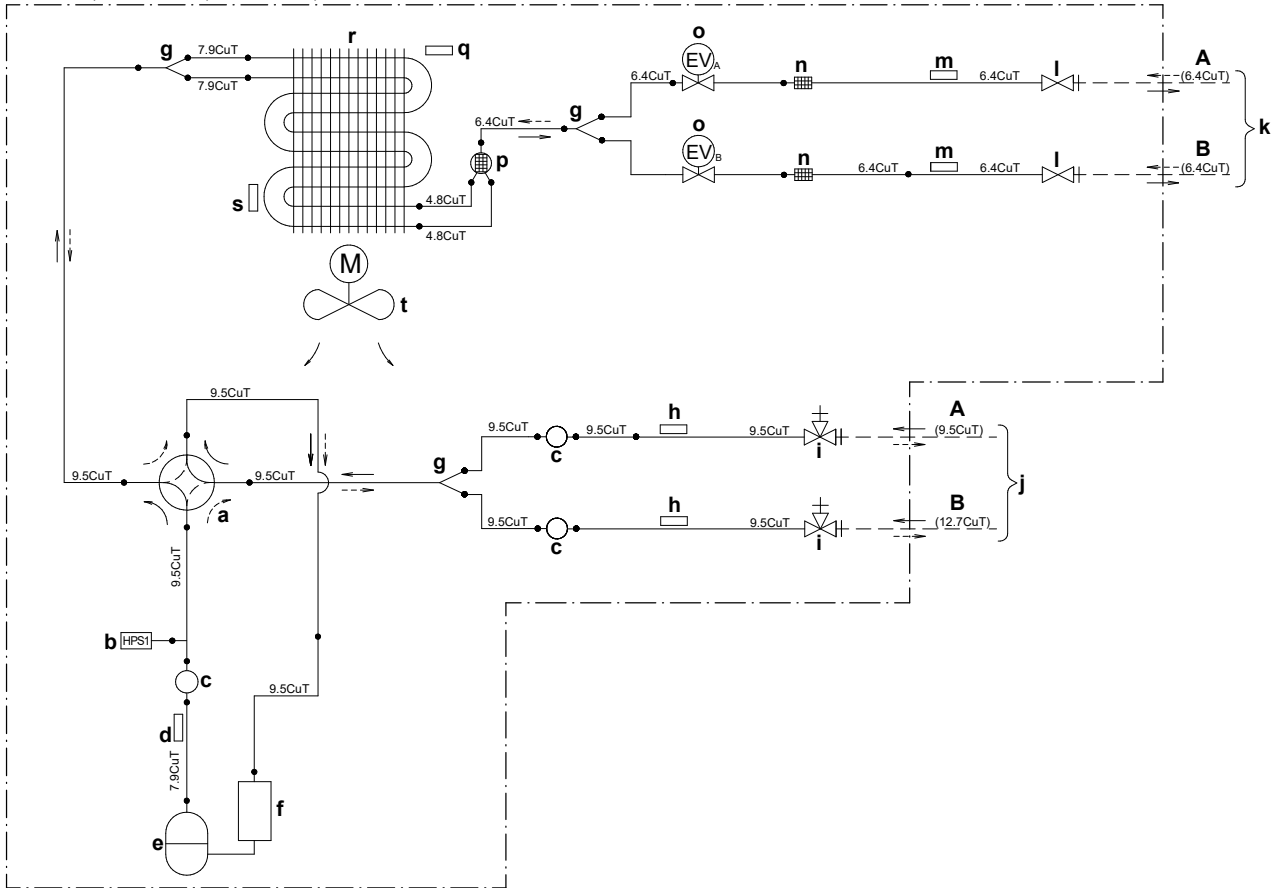 g 7.9CuT r q
7.9CuT
o
EVA
6.4CuT n m 6.4CuT l A
(6.4CuT)
k
6.4CuT g
p
o
EVB
n 6.4CuT m 6.4CuT l B
(6.4CuT)
s 4.8CuT
4.8CuT
M
t
9.5CuT
9.5CuT a 9.5CuT
g
9.5CuT c 9.5CuT h 9.5CuT i A
(9.5CuT)
j
9.5CuT c h 9.5CuT i B
(12.7CuT)
9.5CuT
b HPS1
c
9.5CuT
d
7.9CuT
e
f